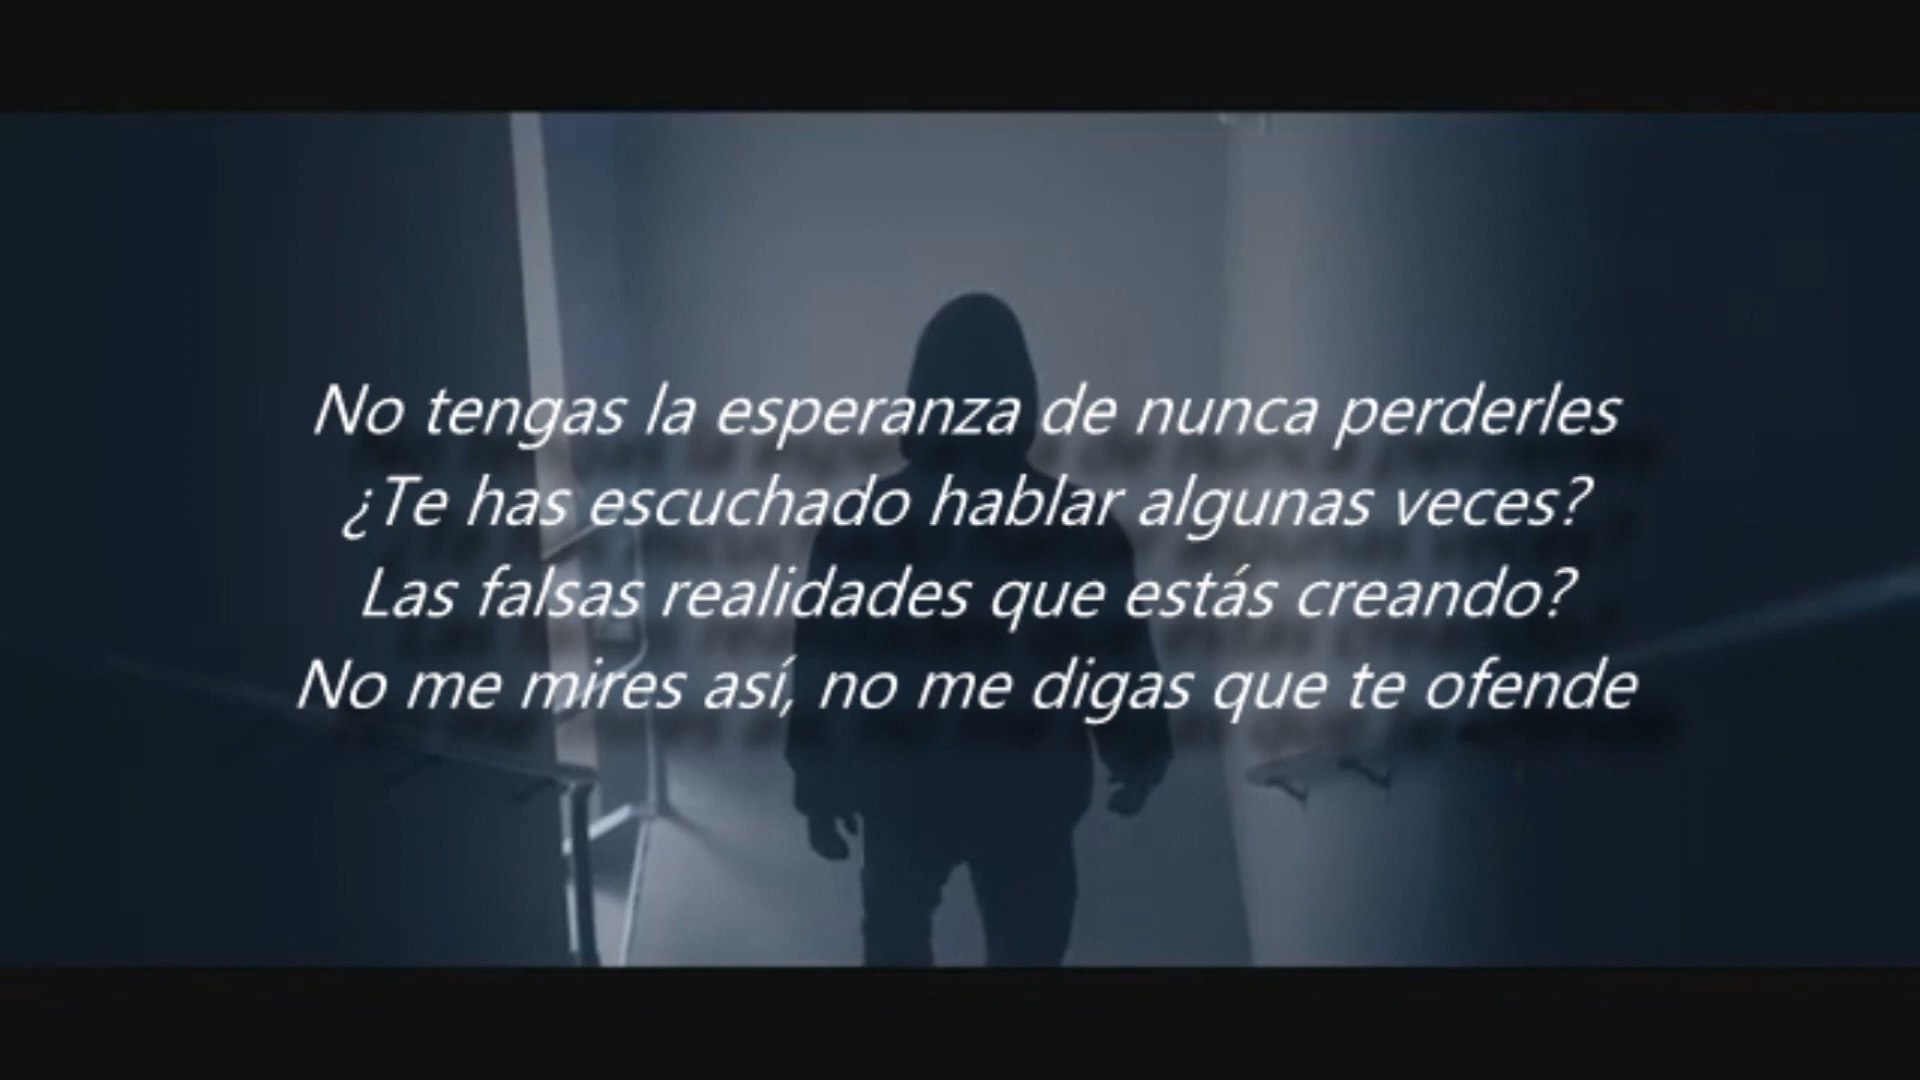 No tengas la esperanza de nunca perderles
¿Te has escuchado hablar algunas veces?
Las falsas realidades que estás creando?
No me mires así, no me digas que te ofende